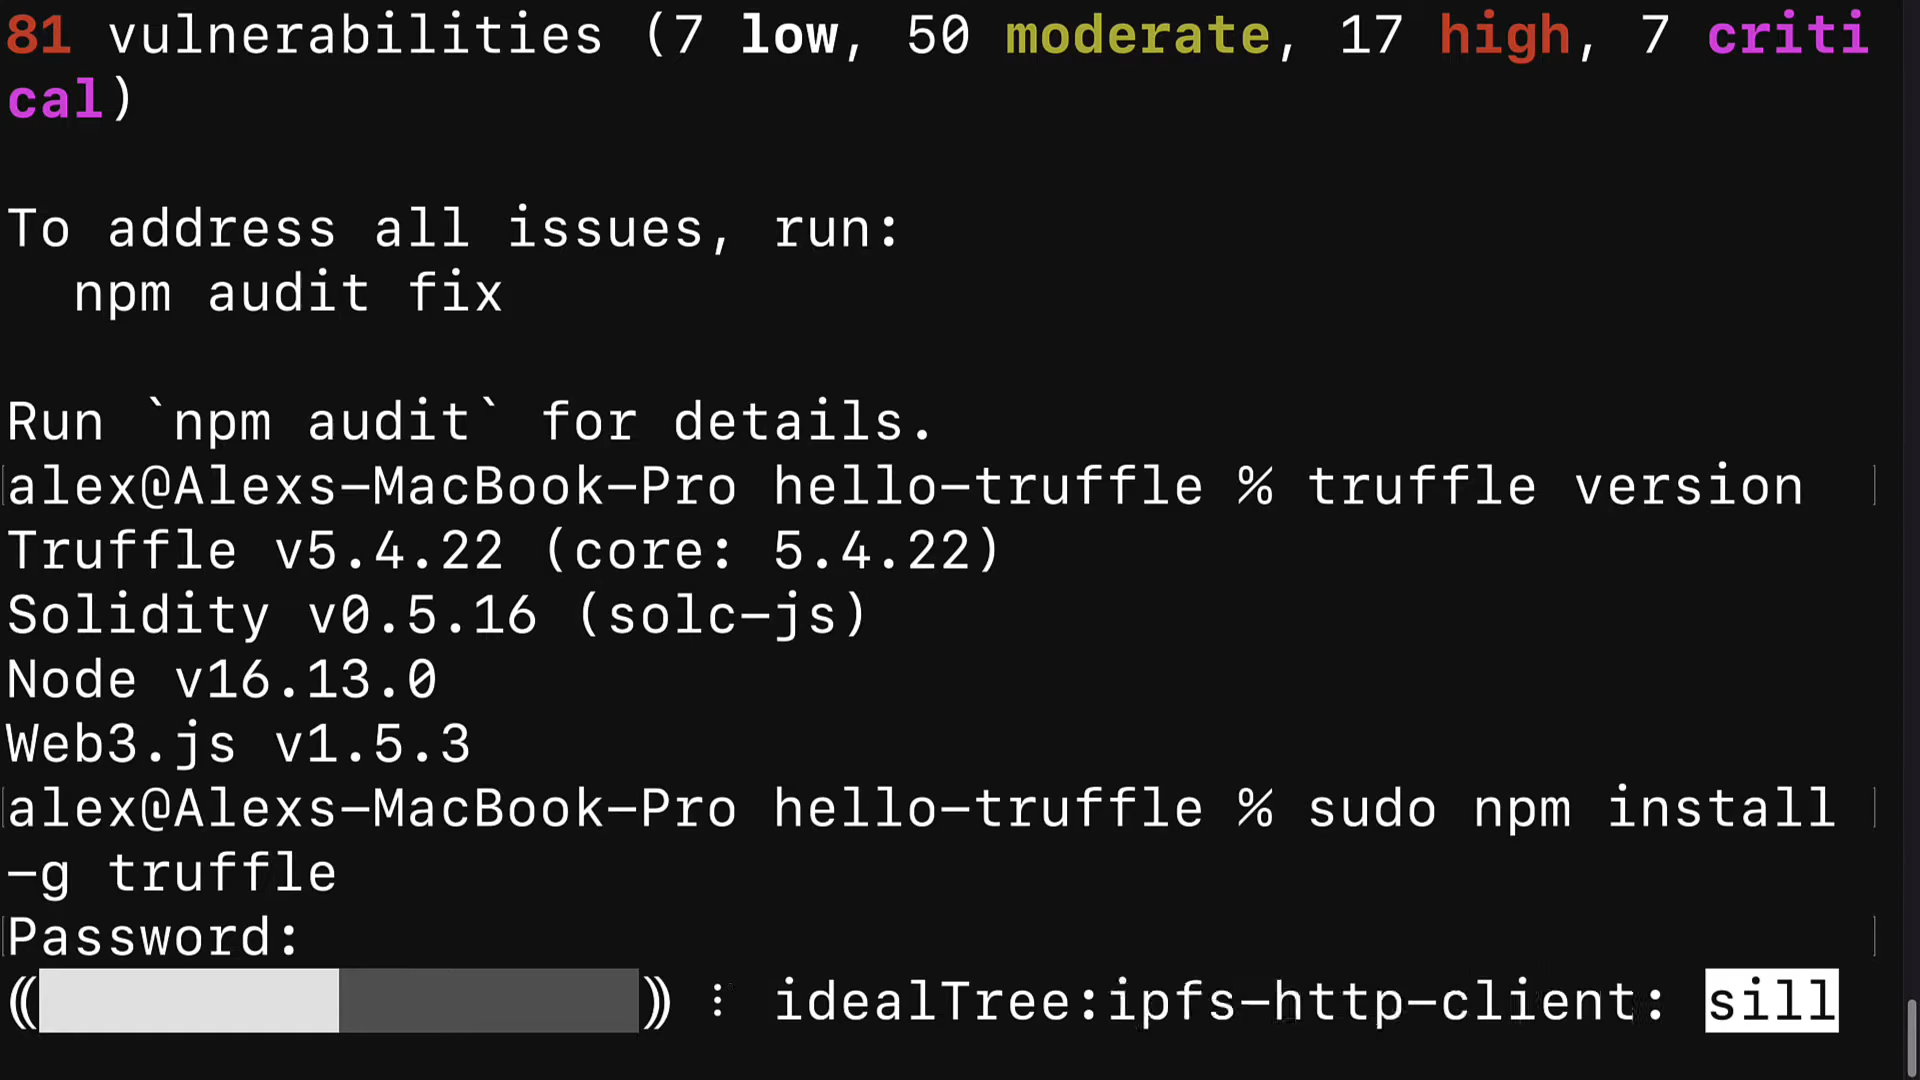 81 vulnerabilities (7 low, 50 moderate, 17 high, 7 criti
cal)
To address all issues, run:
  npm audit fix
Run `npm audit` for details.
alex@Alexs-MacBook-Pro hello-truffle % truffle version
Truffle v5.4.22 (core: 5.4.22)
Solidity v0.5.16 (solc-js)
Node v16.13.0
Web3.js v1.5.3
alex@Alexs-MacBook-Pro hello-truffle % sudo npm install
-g truffle
Password:
(( )) ⠸ idealTree:ipfs-http-client: sill